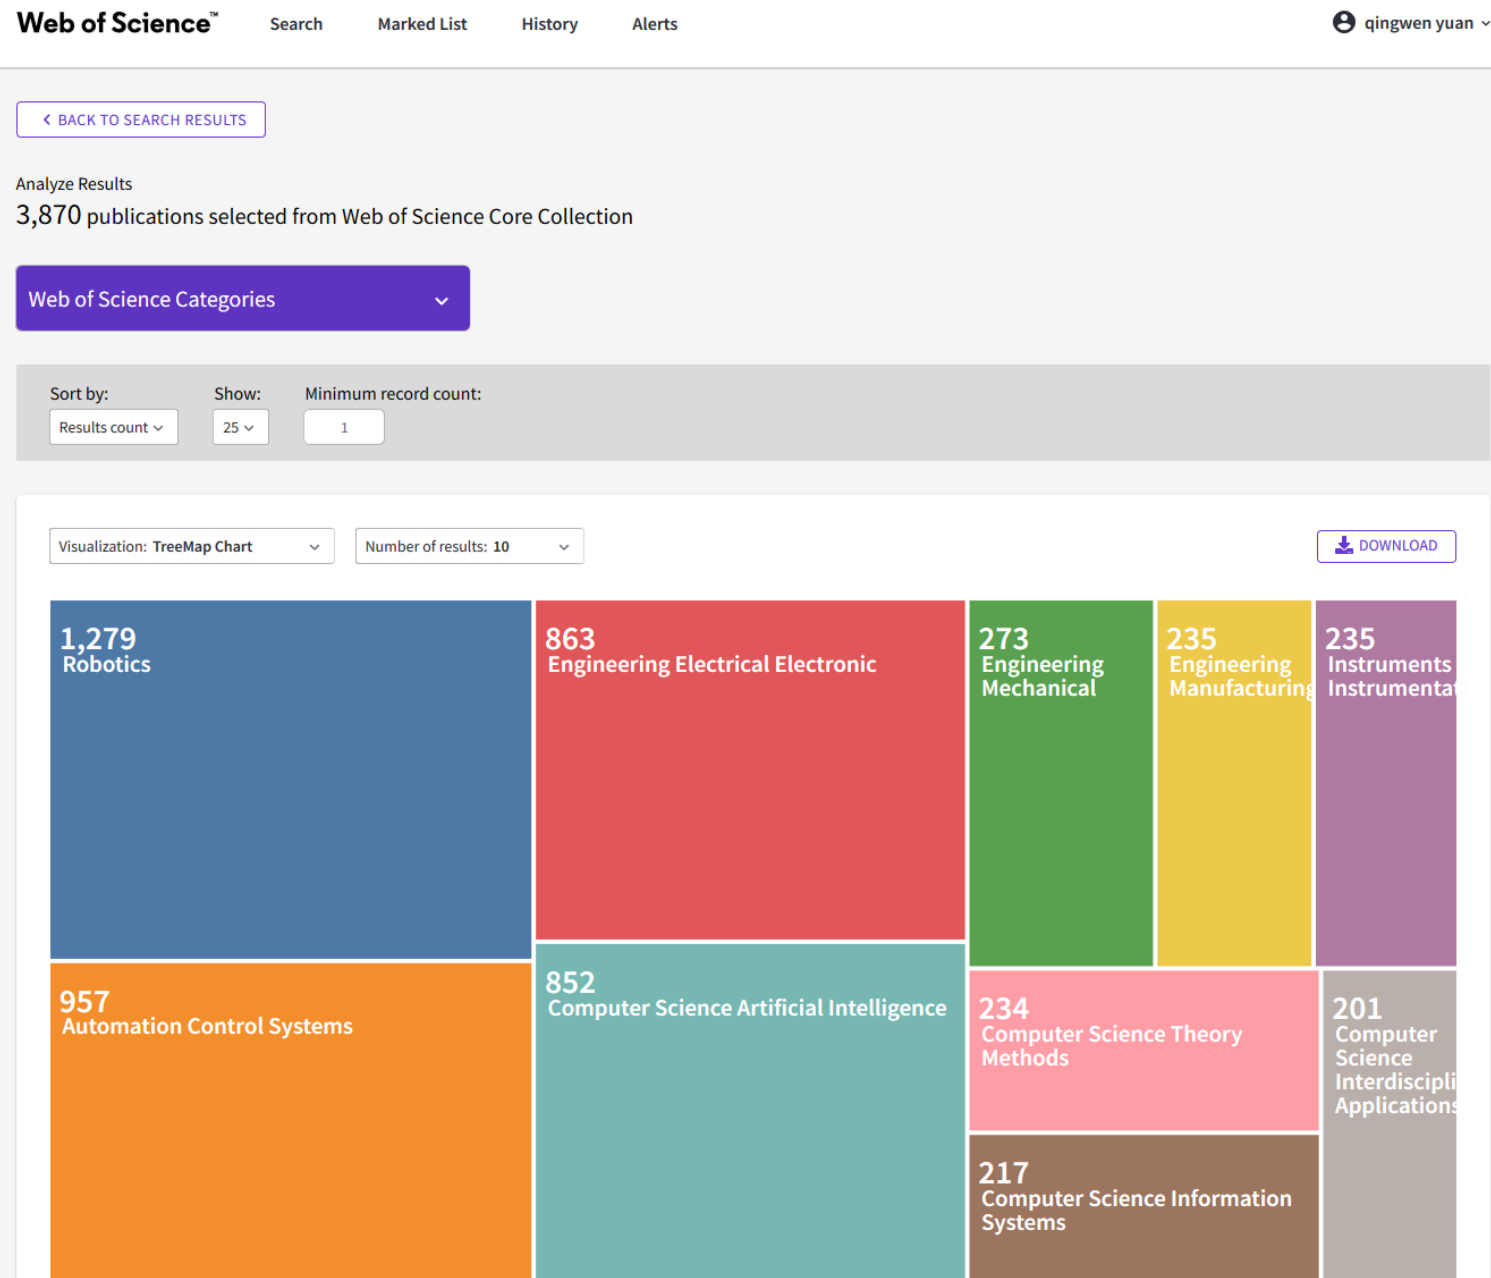 Web of Science™ Search Marked List History Alerts qingwen yuan
BACK TO SEARCH RESULTS
Analyze Results
3,870 publications selected from Web of Science Core Collection
Web of Science Categories
Sort by: Show: Minimum record count:
Results count 25 1
Visualization: TreeMap Chart Number of results: 10 DOWNLOAD
1,279
Robotics
863
Engineering Electrical Electronic
273
Engineering
Mechanical
235
Engineering
Manufacturing
235
Instruments
Instrumenta
957
Automation Control Systems
852
Computer Science Artificial Intelligence
234
Computer Science Theory
Methods
201
Computer
Science
Interdiscipli
Applications
217
Computer Science Information
Systems